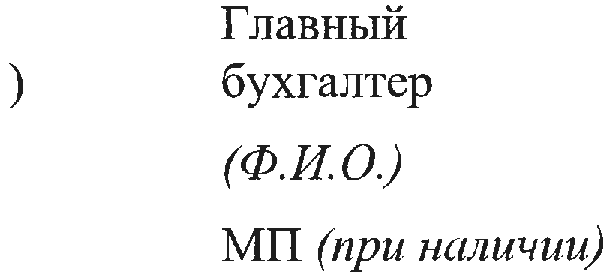 Главный
) бухгалтер
(Ф.И.О.)
МП (при наличии)